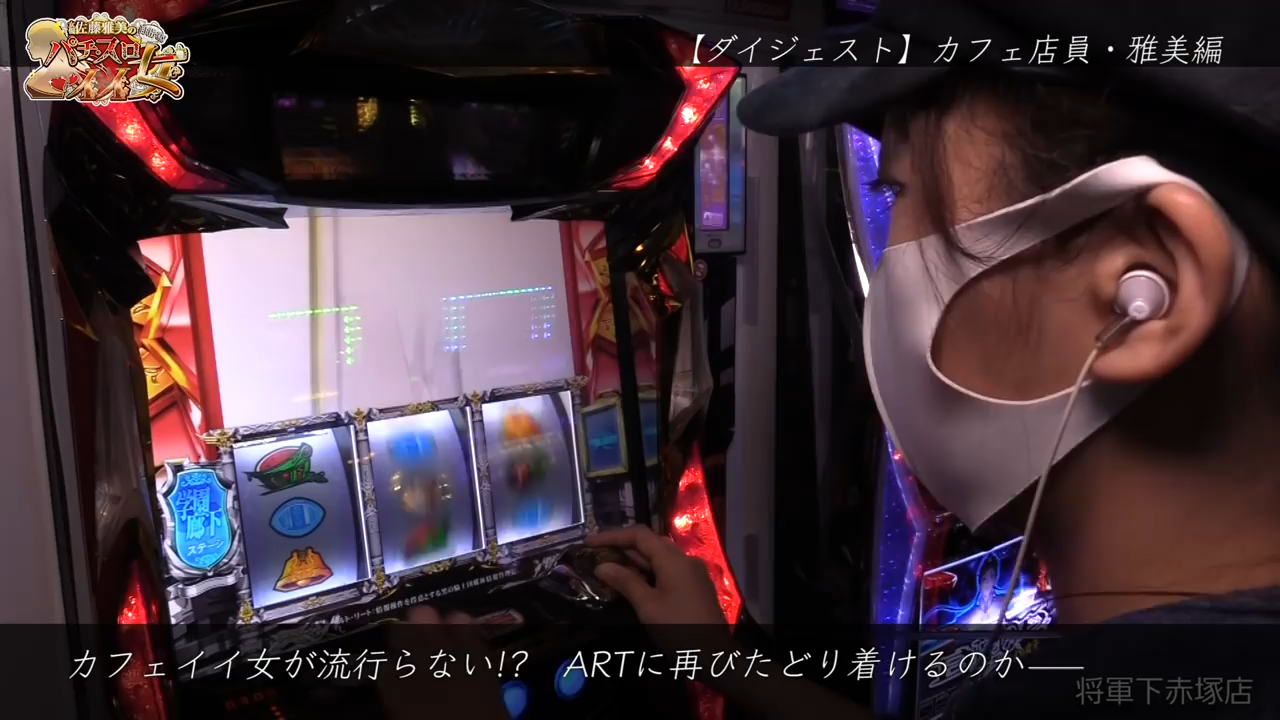 佐藤雅美の
パチスロ
イイ女
【ダイジェスト】カフェ店員・雅美編
学園
廊下
ステージ
カフェイイ女が流行らない!?　ARTに再びたどり着けるのか──
将軍下赤塚店